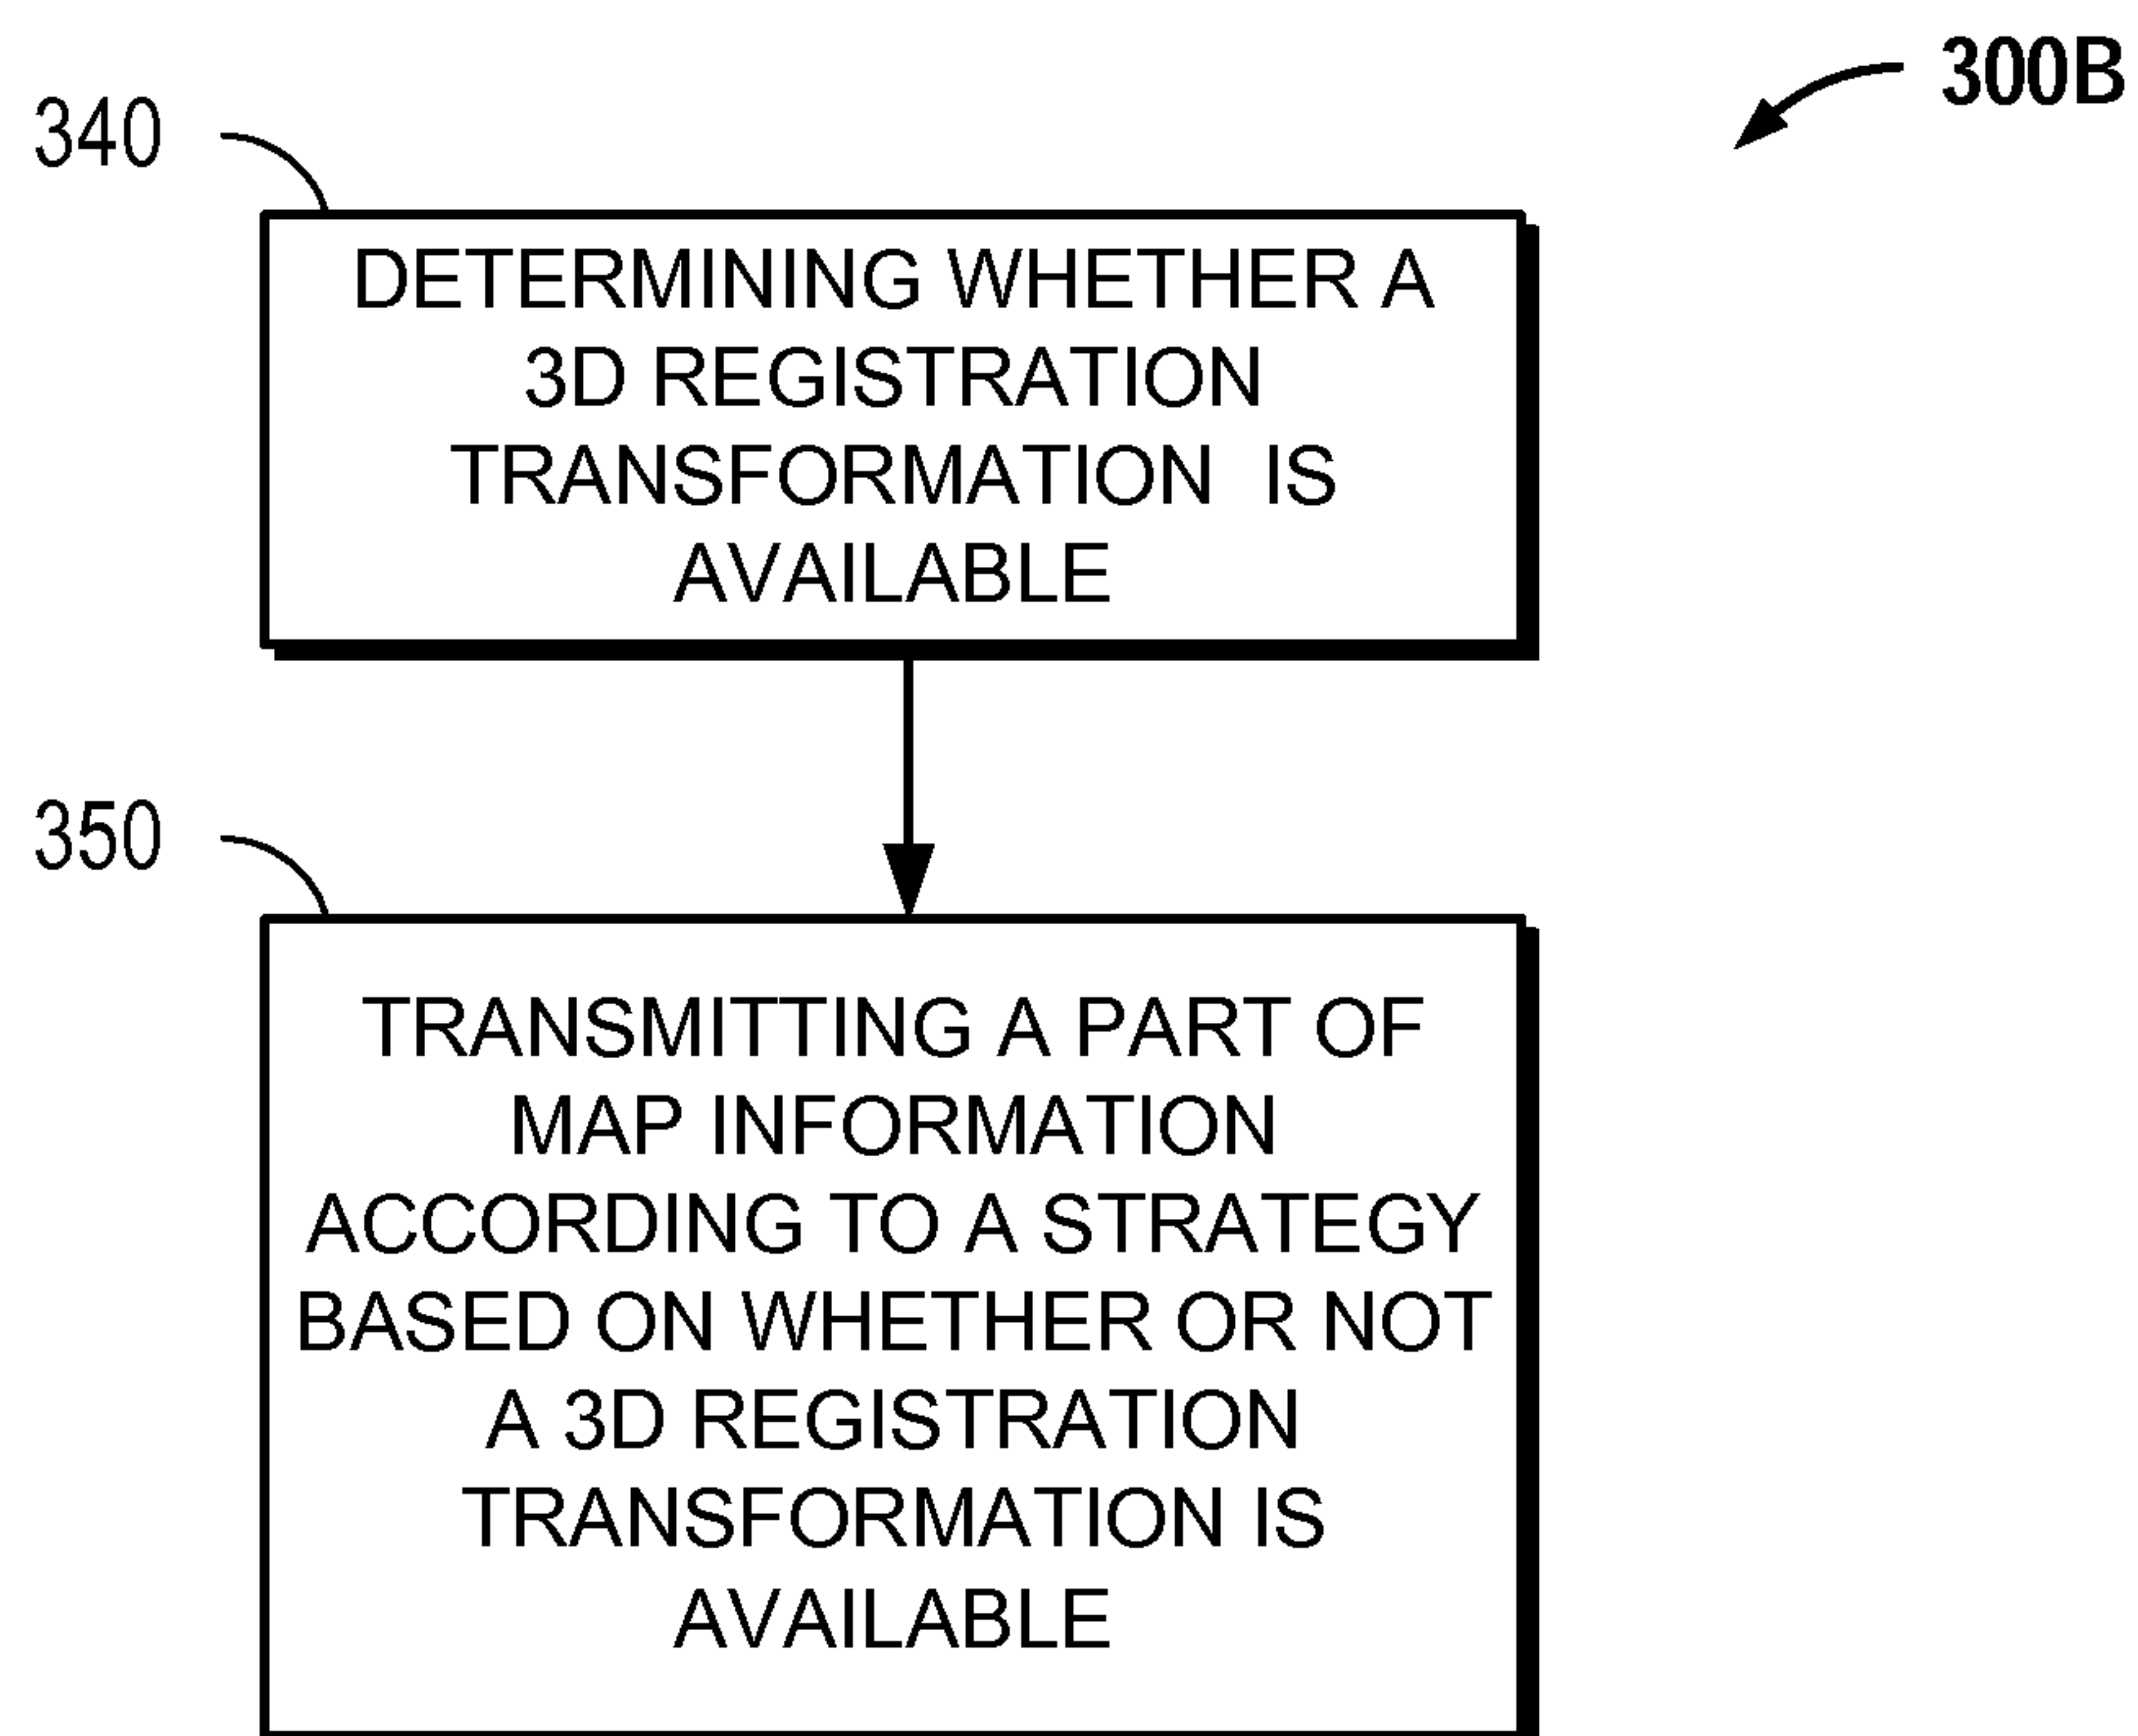 300B
340
DETERMINING WHETHER A
3D REGISTRATION
TRANSFORMATION IS
AVAILABLE
350
TRANSMITTING A PART OF
MAP INFORMATION
ACCORDING TO A STRATEGY
BASED ON WHETHER OR NOT
A 3D REGISTRATION
TRANSFORMATION IS
AVAILABLE